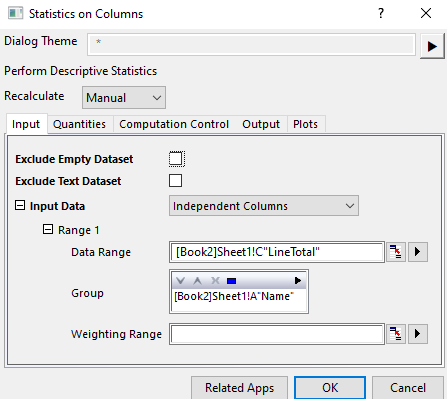 Statistics on Columns
Dialog Theme *
Perform Descriptive Statistics
Recalculate Manual
Input Quantities Computation Control Output Plots
Exclude Empty Dataset
Exclude Text Dataset
Input Data Independent Columns
Range 1
Data Range [Book2]Sheet1!C"LineTotal"
Group [Book2]Sheet1!A"Name"
Weighting Range
Related Apps OK Cancel